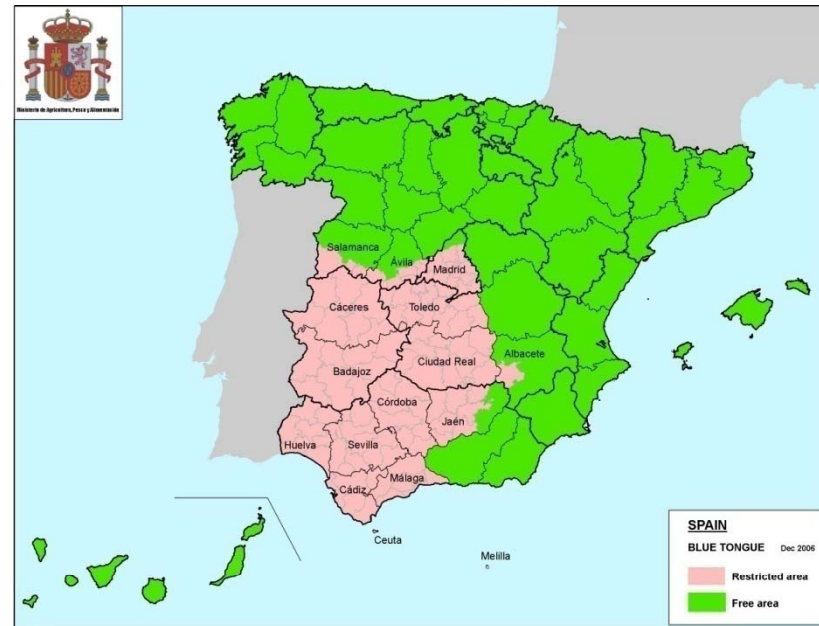 Ministerio de Agricultura, Pesca y Alimentación
Salamanca
Ávila
Madrid
Cáceres
Toledo
Badajoz
Ciudad Real
Albacete
Córdoba
Jaén
Huelva
Sevilla
Cádiz
Málaga
Ceuta
Melilla
SPAIN
BLUE TONGUE Dec 2006
Restricted area
Free area